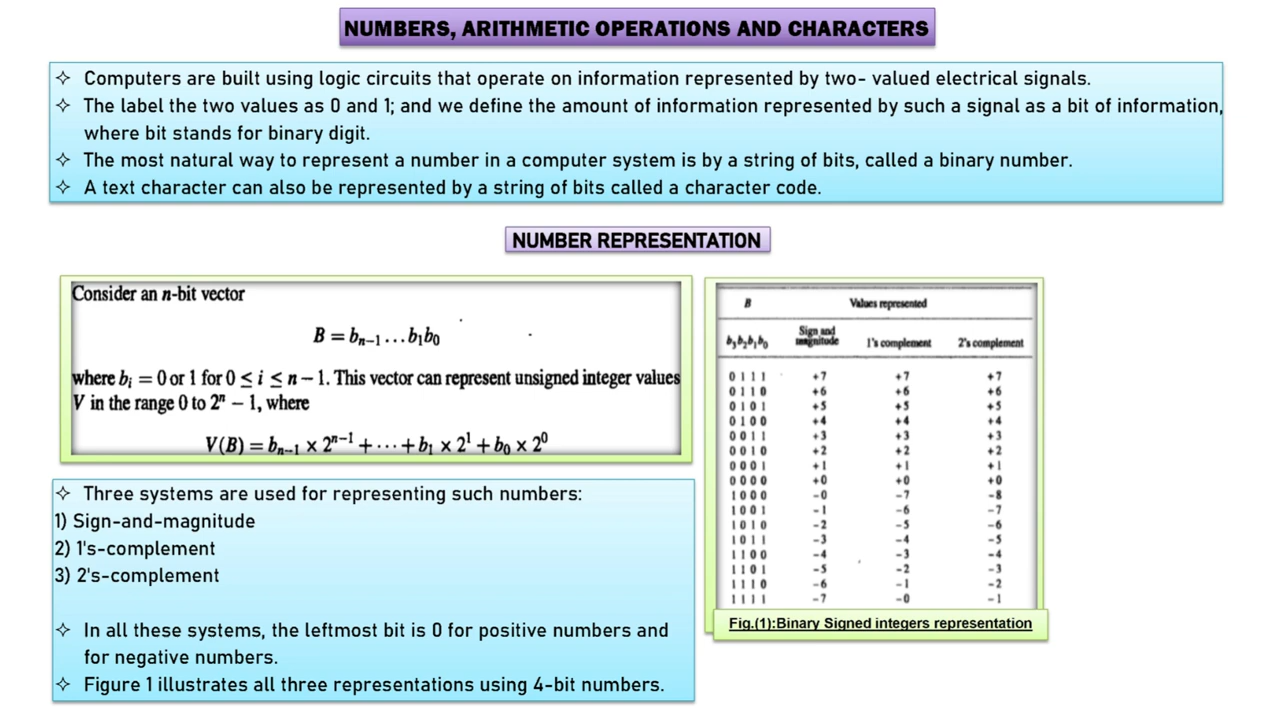 NUMBERS, ARITHMETIC OPERATIONS AND CHARACTERS
✧ Computers are built using logic circuits that operate on information represented by two- valued electrical signals.
✧ The label the two values as 0 and 1; and we define the amount of information represented by such a signal as a bit of information,
where bit stands for binary digit.
✧ The most natural way to represent a number in a computer system is by a string of bits, called a binary number.
✧ A text character can also be represented by a string of bits called a character code.
NUMBER REPRESENTATION
Consider an n-bit vector
B = bₙ₋₁ . . . b₁b₀
where bᵢ = 0 or 1 for 0 ≤ i ≤ n − 1. This vector can represent unsigned integer values
V in the range 0 to 2ⁿ − 1, where
V(B) = bₙ₋₁ × 2ⁿ⁻¹ + ··· + b₁ × 2¹ + b₀ × 2⁰
✧ Three systems are used for representing such numbers:
1) Sign-and-magnitude
2) 1's-complement
3) 2's-complement
✧ In all these systems, the leftmost bit is 0 for positive numbers and
for negative numbers.
✧ Figure 1 illustrates all three representations using 4-bit numbers.
B Values represented
b₃b₂b₁b₀ Sign and magnitude 1's complement 2's complement
0 1 1 1 +7 +7 +7
0 1 1 0 +6 +6 +6
0 1 0 1 +5 +5 +5
0 1 0 0 +4 +4 +4
0 0 1 1 +3 +3 +3
0 0 1 0 +2 +2 +2
0 0 0 1 +1 +1 +1
0 0 0 0 +0 +0 +0
1 0 0 0 −0 −7 −8
1 0 0 1 −1 −6 −7
1 0 1 0 −2 −5 −6
1 0 1 1 −3 −4 −5
1 1 0 0 −4 −3 −4
1 1 0 1 −5 −2 −3
1 1 1 0 −6 −1 −2
1 1 1 1 −7 −0 −1
Fig.(1):Binary Signed integers representation